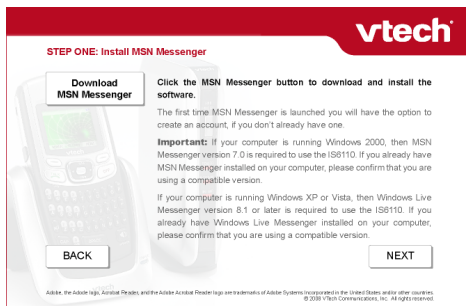 vtech
STEP ONE: Install MSN Messenger
Download
MSN Messenger
Click the MSN Messenger button to download and install the
software.
The first time MSN Messenger is launched you will have the option to
create an account, if you don't already have one.
Important: If your computer is running Windows 2000, then MSN
Messenger version 7.0 is required to use the IS6110. If you already have
MSN Messenger installed on your computer, please confirm that you are
using a compatible version.
If your computer is running Windows XP or Vista, then Windows Live
Messenger version 8.1 or later is required to use the IS6110. If you
already have Windows Live Messenger installed on your computer,
please confirm that you are using a compatible version.
BACK
NEXT
Adobe, the Adode logo, Acrobat Reader, and the Adobe Acrobat Reader logo are trademarks of Adobe Systems Incorporated in the United States and/or other countries.
© 2008 VTech Communications, Inc. All rights reserved.